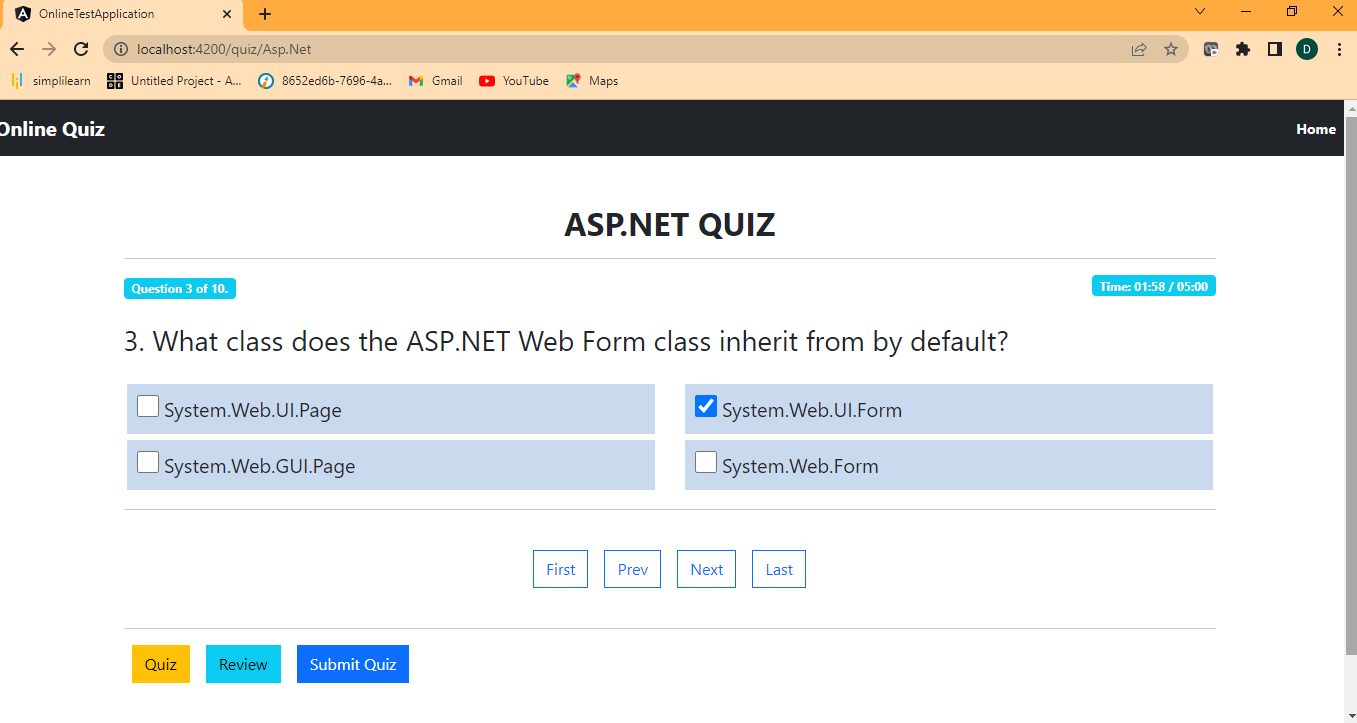 OnlineTestApplication
localhost:4200/quiz/Asp.Net
D
simplilearn
CODE
Untitled Project - A...
8652ed6b-7696-4a...
Gmail
YouTube
Maps
Online Quiz
Home
ASP.NET QUIZ
Question 3 of 10.
Time: 01:58 / 05:00
3. What class does the ASP.NET Web Form class inherit from by default?
System.Web.UI.Page
System.Web.UI.Form
System.Web.GUI.Page
System.Web.Form
First
Prev
Next
Last
Quiz
Review
Submit Quiz